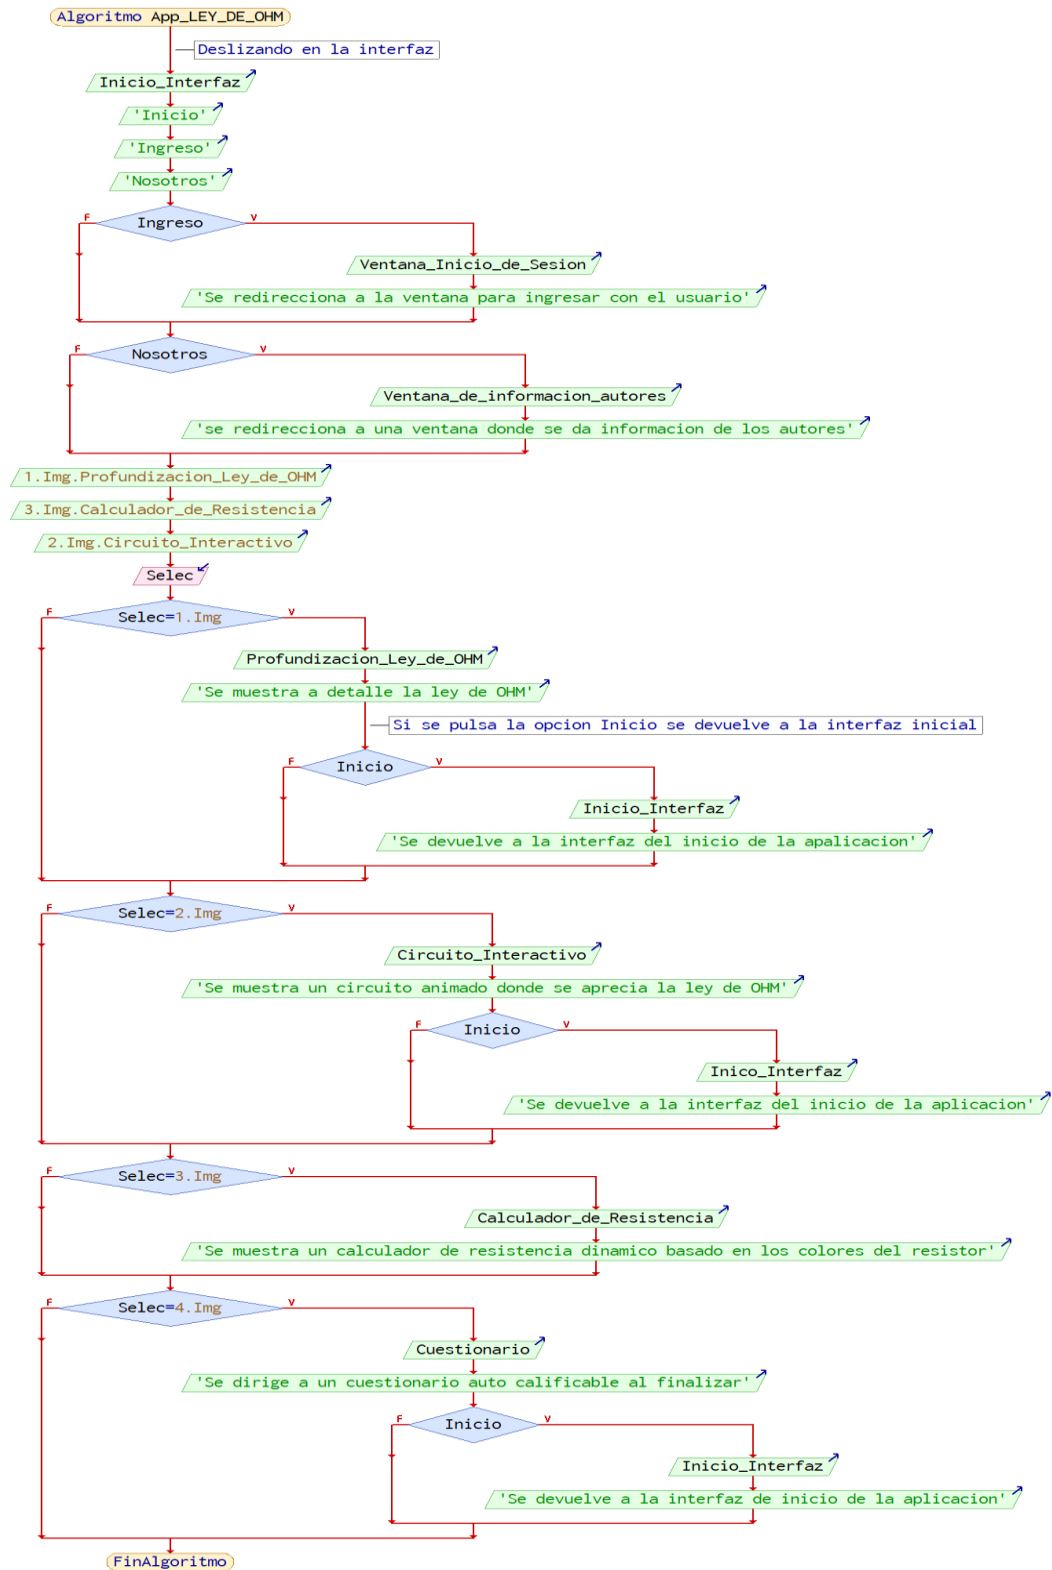 Algoritmo App_LEY_DE_OHM
Deslizando en la interfaz
Inicio_Interfaz
'Inicio'
'Ingreso'
'Nosotros'
F
V
Ingreso
Ventana_Inicio_de_Sesion
'Se redirecciona a la ventana para ingresar con el usuario'
F
V
Nosotros
Ventana_de_informacion_autores
'se redirecciona a una ventana donde se da informacion de los autores'
1.Img.Profundizacion_Ley_de_OHM
3.Img.Calculador_de_Resistencia
2.Img.Circuito_Interactivo
Selec
F
V
Selec=1.Img
Profundizacion_Ley_de_OHM
'Se muestra a detalle la ley de OHM'
Si se pulsa la opcion Inicio se devuelve a la interfaz inicial
F
V
Inicio
Inicio_Interfaz
'Se devuelve a la interfaz del inicio de la apalicacion'
F
V
Selec=2.Img
Circuito_Interactivo
'Se muestra un circuito animado donde se aprecia la ley de OHM'
F
V
Inicio
Inico_Interfaz
'Se devuelve a la interfaz del inicio de la aplicacion'
F
V
Selec=3.Img
Calculador_de_Resistencia
'Se muestra un calculador de resistencia dinamico basado en los colores del resistor'
F
V
Selec=4.Img
Cuestionario
'Se dirige a un cuestionario auto calificable al finalizar'
F
V
Inicio
Inicio_Interfaz
'Se devuelve a la interfaz de inicio de la aplicacion'
FinAlgoritmo